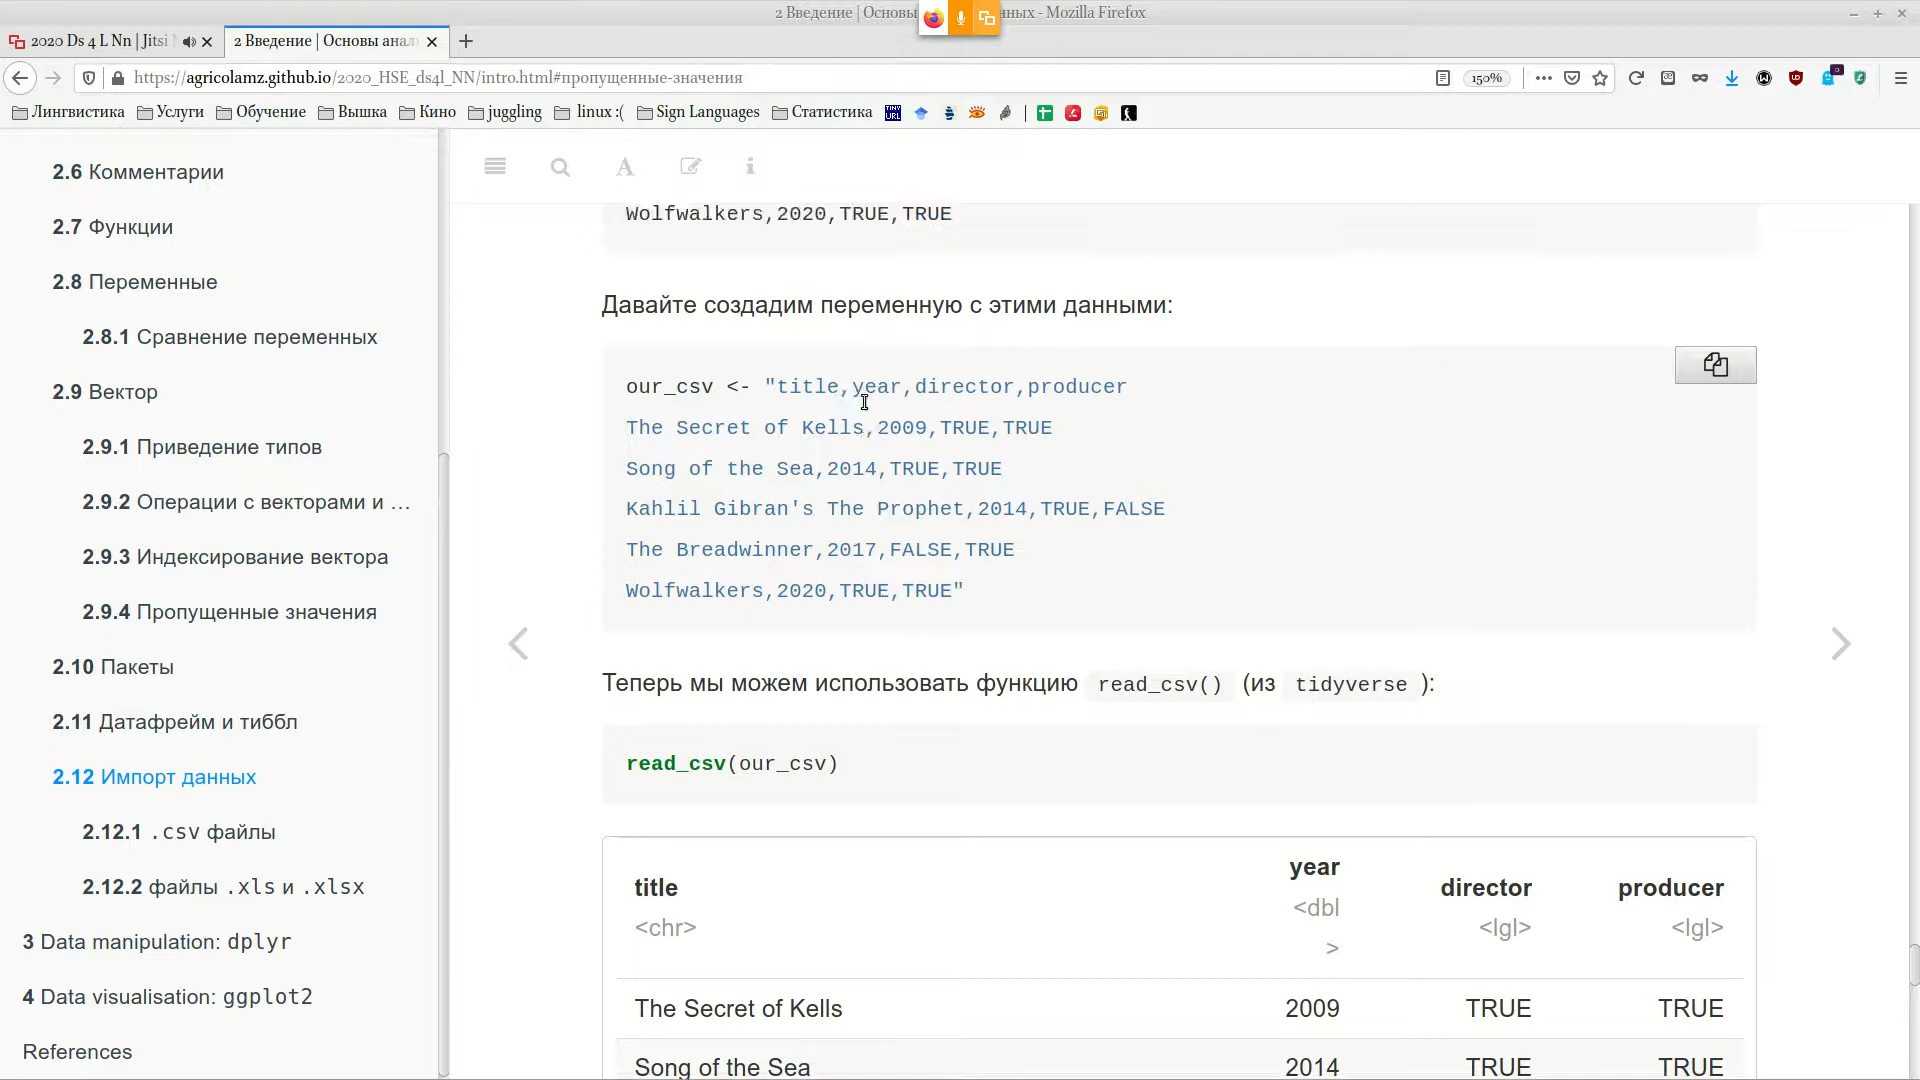 2 Введение | Основы
нных - Mozilla Firefox
2020 Ds 4 L Nn | Jitsi
2 Введение | Основы анал
https://agricolamz.github.io/2020_HSE_ds4l_NN/intro.html#пропущенные-значения
150%
Лингвистика Услуги Обучение Вышка Кино juggling linux :( Sign Languages Статистика TINY URL
2.6 Комментарии
2.7 Функции
2.8 Переменные
2.8.1 Сравнение переменных
2.9 Вектор
2.9.1 Приведение типов
2.9.2 Операции с векторами и …
2.9.3 Индексирование вектора
2.9.4 Пропущенные значения
2.10 Пакеты
2.11 Датафрейм и тиббл
2.12 Импорт данных
2.12.1 .csv файлы
2.12.2 файлы .xls и .xlsx
3 Data manipulation: dplyr
4 Data visualisation: ggplot2
References
Wolfwalkers,2020,TRUE,TRUE
Давайте создадим переменную с этими данными:
our_csv <- "title,year,director,producer
The Secret of Kells,2009,TRUE,TRUE
Song of the Sea,2014,TRUE,TRUE
Kahlil Gibran's The Prophet,2014,TRUE,FALSE
The Breadwinner,2017,FALSE,TRUE
Wolfwalkers,2020,TRUE,TRUE"
Теперь мы можем использовать функцию read_csv() (из tidyverse ):
read_csv(our_csv)
title year director producer
<chr> <dbl> <lgl> <lgl>
The Secret of Kells 2009 TRUE TRUE
Song of the Sea 2014 TRUE TRUE